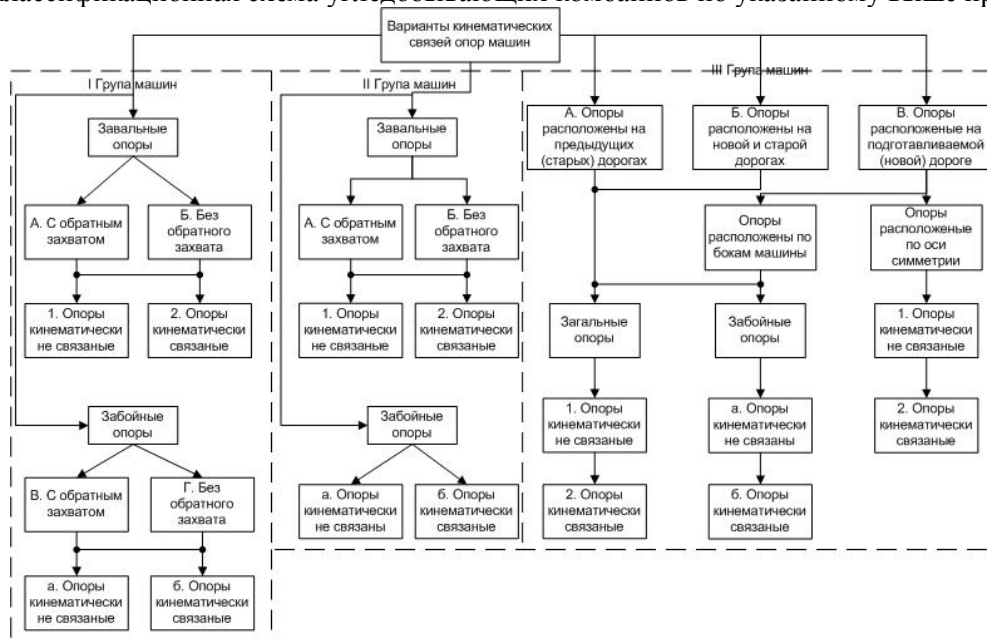 Варианты кинематических
связей опор машин
I Група машин
Завальные
опоры
А. С обратным
захватом
Б. Без
обратного
захвата
1. Опоры
кинематически
не связаные
2. Опоры
кинематически
связаные
Забойные
опоры
В. С обратным
захватом
Г. Без
обратного
захвата
а. Опоры
кинематически
не связаные
б. Опоры
кинематически
связаные
II Група машин
Завальные
опоры
А. С обратным
захватом
Б. Без
обратного
захвата
1. Опоры
кинематически
не связаные
2. Опоры
кинематически
связаные
Забойные
опоры
а. Опоры
кинематически
не связаны
б. Опоры
кинематически
связаные
III Група машин
А. Опоры
расположены на
предыдущих
(старых) дорогах
Б. Опоры
расположены на
новой и старой
дорогах
В. Опоры
расположеные на
подготавливаемой
(новой) дороге
Опоры
расположены по
бокам машины
Опоры
расположеные
по оси
симметрии
Загальные
опоры
Забойные
опоры
1. Опоры
кинематически
не связаные
1. Опоры
кинематически
не связаные
а. Опоры
кинематически
не связаны
2. Опоры
кинематически
связаные
2. Опоры
кинематически
связаные
б. Опоры
кинематически
связаные